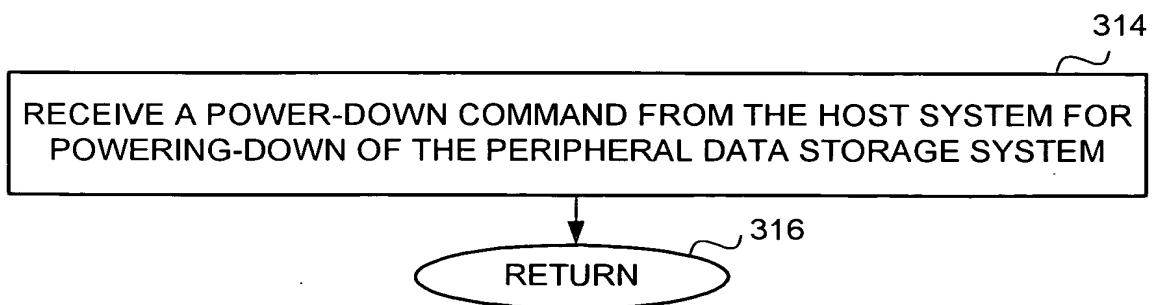 314
RECEIVE A POWER-DOWN COMMAND FROM THE HOST SYSTEM FOR
POWERING-DOWN OF THE PERIPHERAL DATA STORAGE SYSTEM
316
RETURN